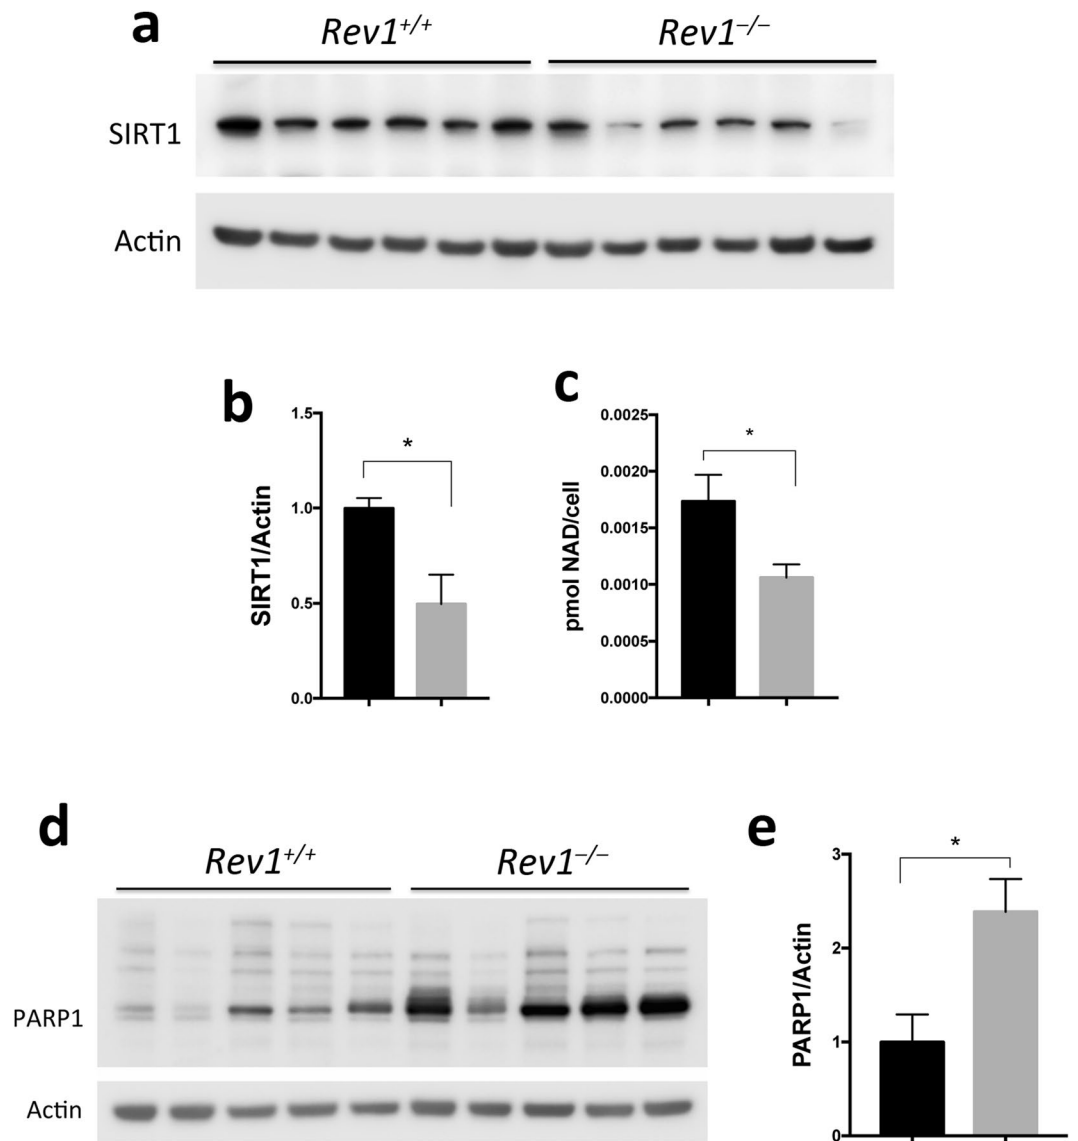 a
Rev1+/+ Rev1−/−
SIRT1
Actin
b
SIRT1/Actin
1.5
1.0
0.5
0.0
*
c
pmol NAD/cell
0.0025
0.0020
0.0015
0.0010
0.0005
0.0000
*
d
Rev1+/+ Rev1−/−
PARP1
Actin
e
PARP1/Actin
3
2
1
0
*